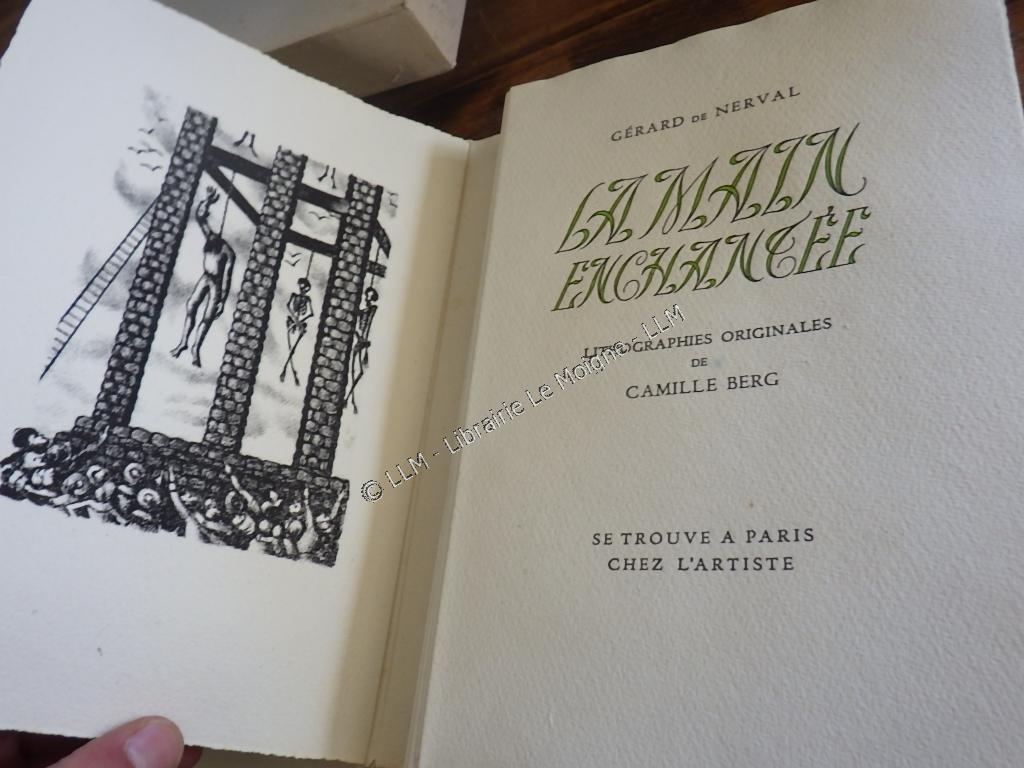 GÉRARD DE NERVAL
LA MAIN
ENCHANTÉE
LITHOGRAPHIES ORIGINALES
DE
CAMILLE BERG
© LLM - Librairie Le Moigne - LLM
SE TROUVE A PARIS
CHEZ L'ARTISTE